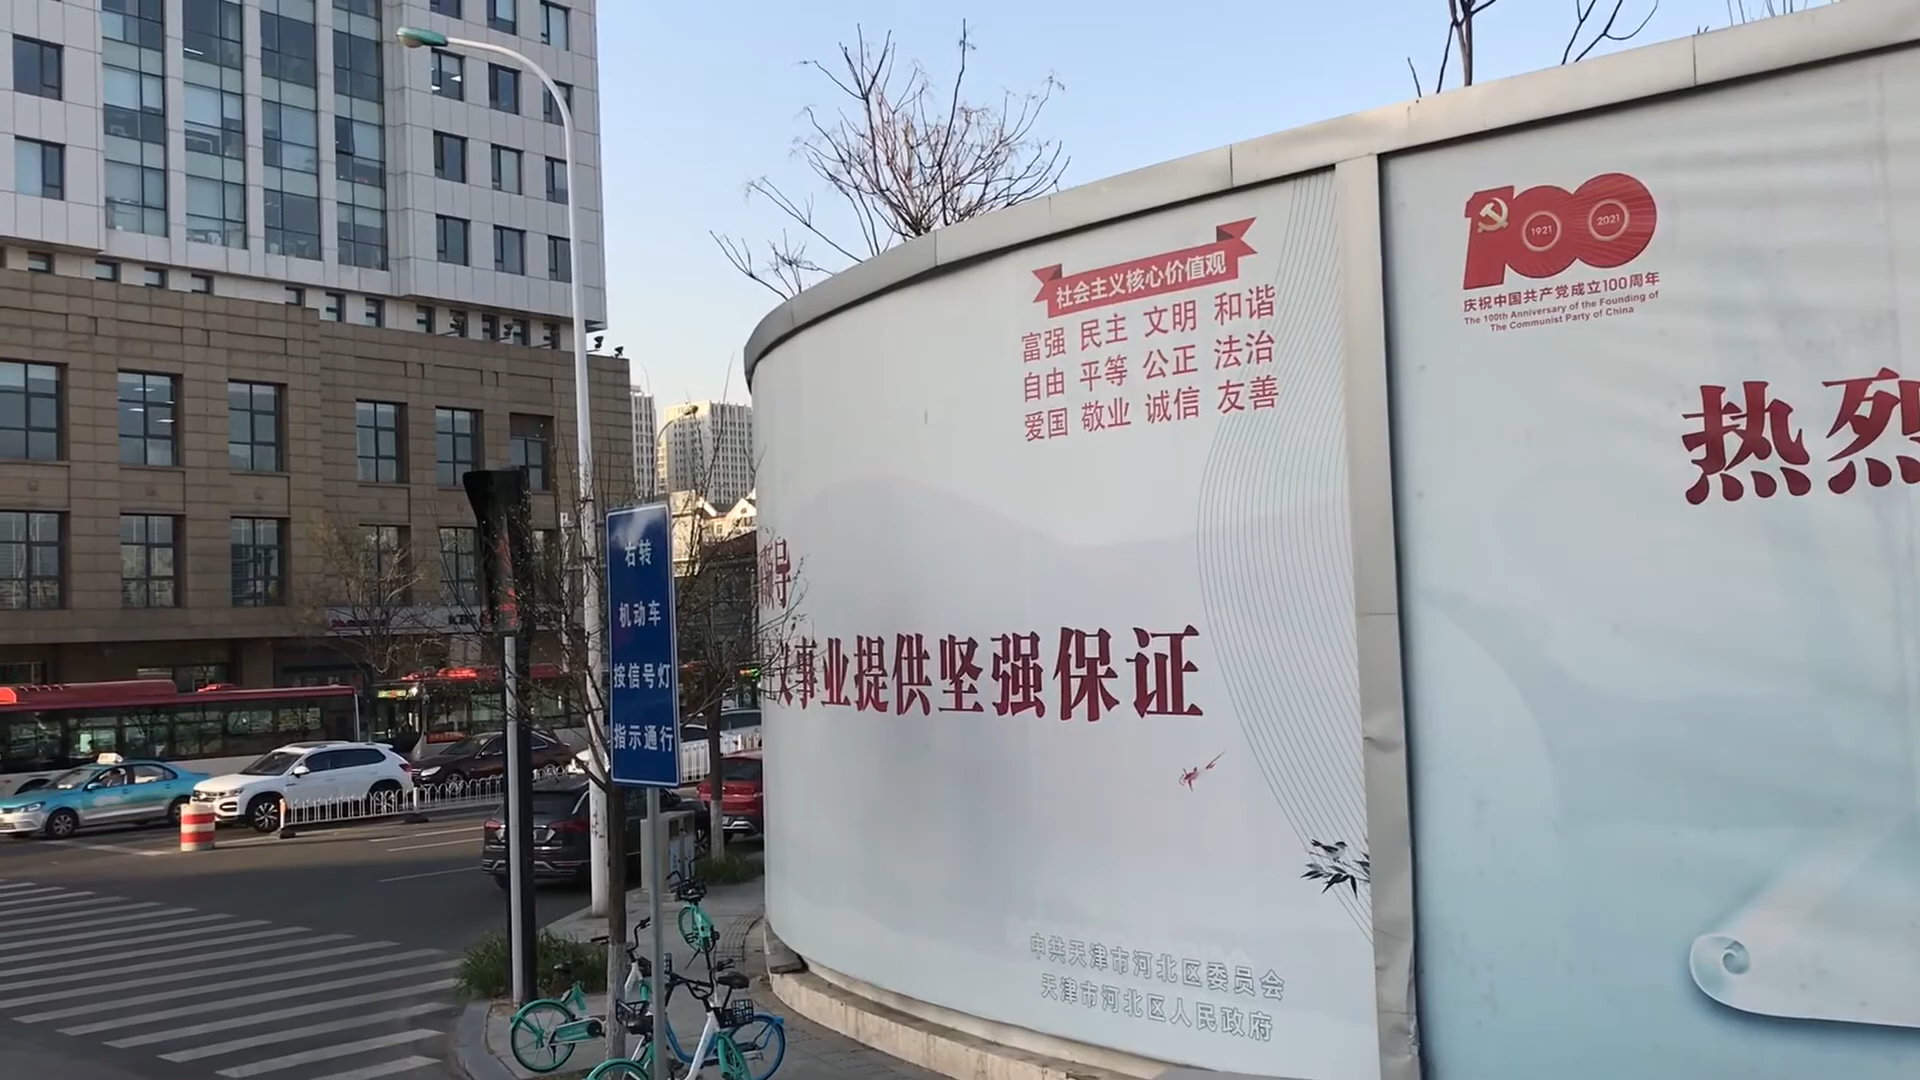 右转
机动车
按信号灯
指示通行
社会主义核心价值观
富强 民主 文明 和谐
自由 平等 公正 法治
爱国 敬业 诚信 友善
领导
义事业提供坚强保证
中共天津市河北区委员会
天津市河北区人民政府
100
1921
2021
庆祝中国共产党成立100周年
The 100th Anniversary of the Founding of
The Communist Party of China
热烈